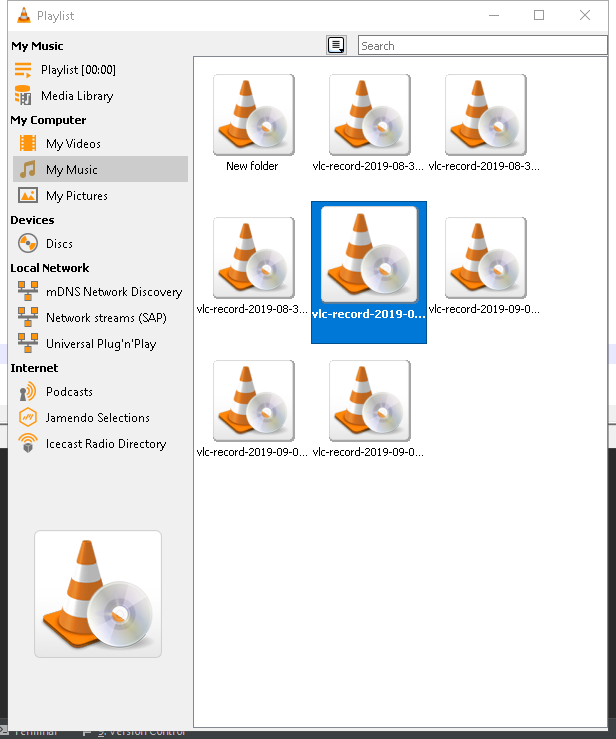 Playlist
My Music
Search
Playlist [00:00]
Media Library
My Computer
My Videos
My Music
My Pictures
Devices
Discs
Local Network
mDNS Network Discovery
Network streams (SAP)
Universal Plug'n'Play
Internet
Podcasts
Jamendo Selections
Icecast Radio Directory
New folder
vlc-record-2019-08-3...
vlc-record-2019-08-3...
vlc-record-2019-08-3...
vlc-record-2019-0...
vlc-record-2019-09-0...
vlc-record-2019-09-0...
vlc-record-2019-09-0...
Terminal
9: Version Control